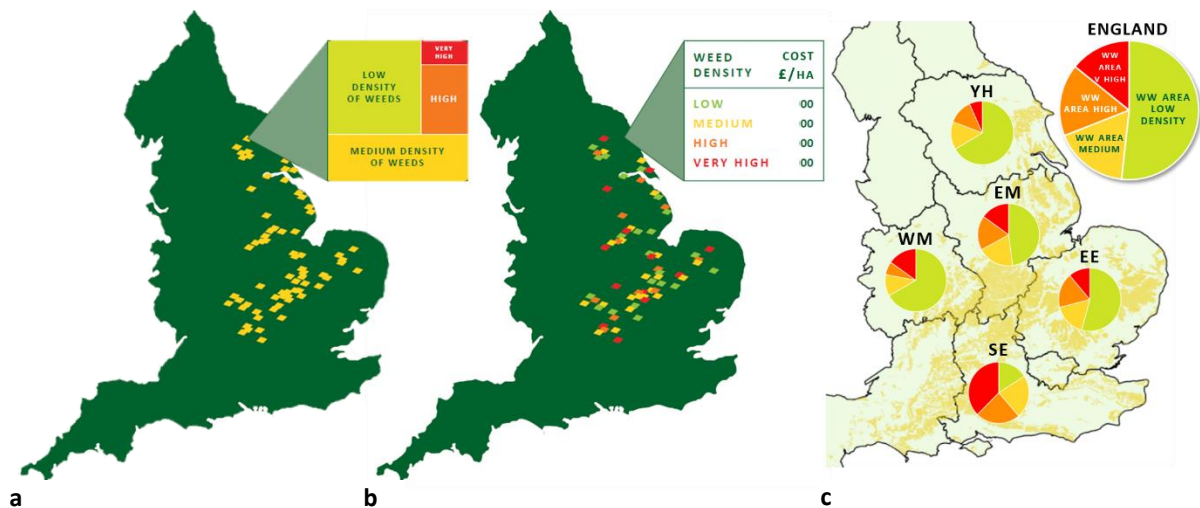 LOW
DENSITY
OF WEEDS
VERY
HIGH
HIGH
MEDIUM DENSITY
OF WEEDS
a
WEED
DENSITY
COST
£/HA
LOW 00
MEDIUM 00
HIGH 00
VERY HIGH 00
b
ENGLAND
WW
AREA
V HIGH
WW
AREA HIGH
WW AREA
LOW
DENSITY
WW AREA
MEDIUM
YH
EM
WM
EE
SE
c